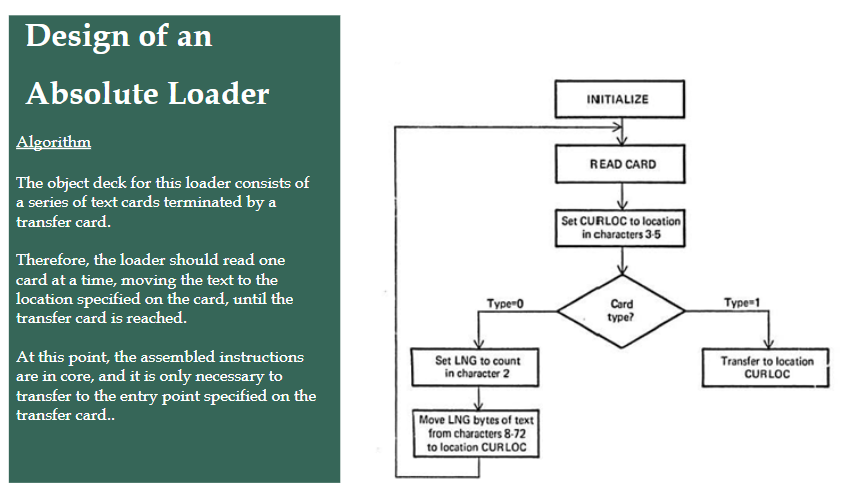 Design of an
Absolute Loader
Algorithm
The object deck for this loader consists of
a series of text cards terminated by a
transfer card.
Therefore, the loader should read one
card at a time, moving the text to the
location specified on the card, until the
transfer card is reached.
At this point, the assembled instructions
are in core, and it is only necessary to
transfer to the entry point specified on the
transfer card..
INITIALIZE
READ CARD
Set CURLOC to location
in characters 3-5
Card
type?
Type=0
Type=1
Set LNG to count
in character 2
Transfer to location
CURLOC
Move LNG bytes of text
from characters 8-72
to location CURLOC